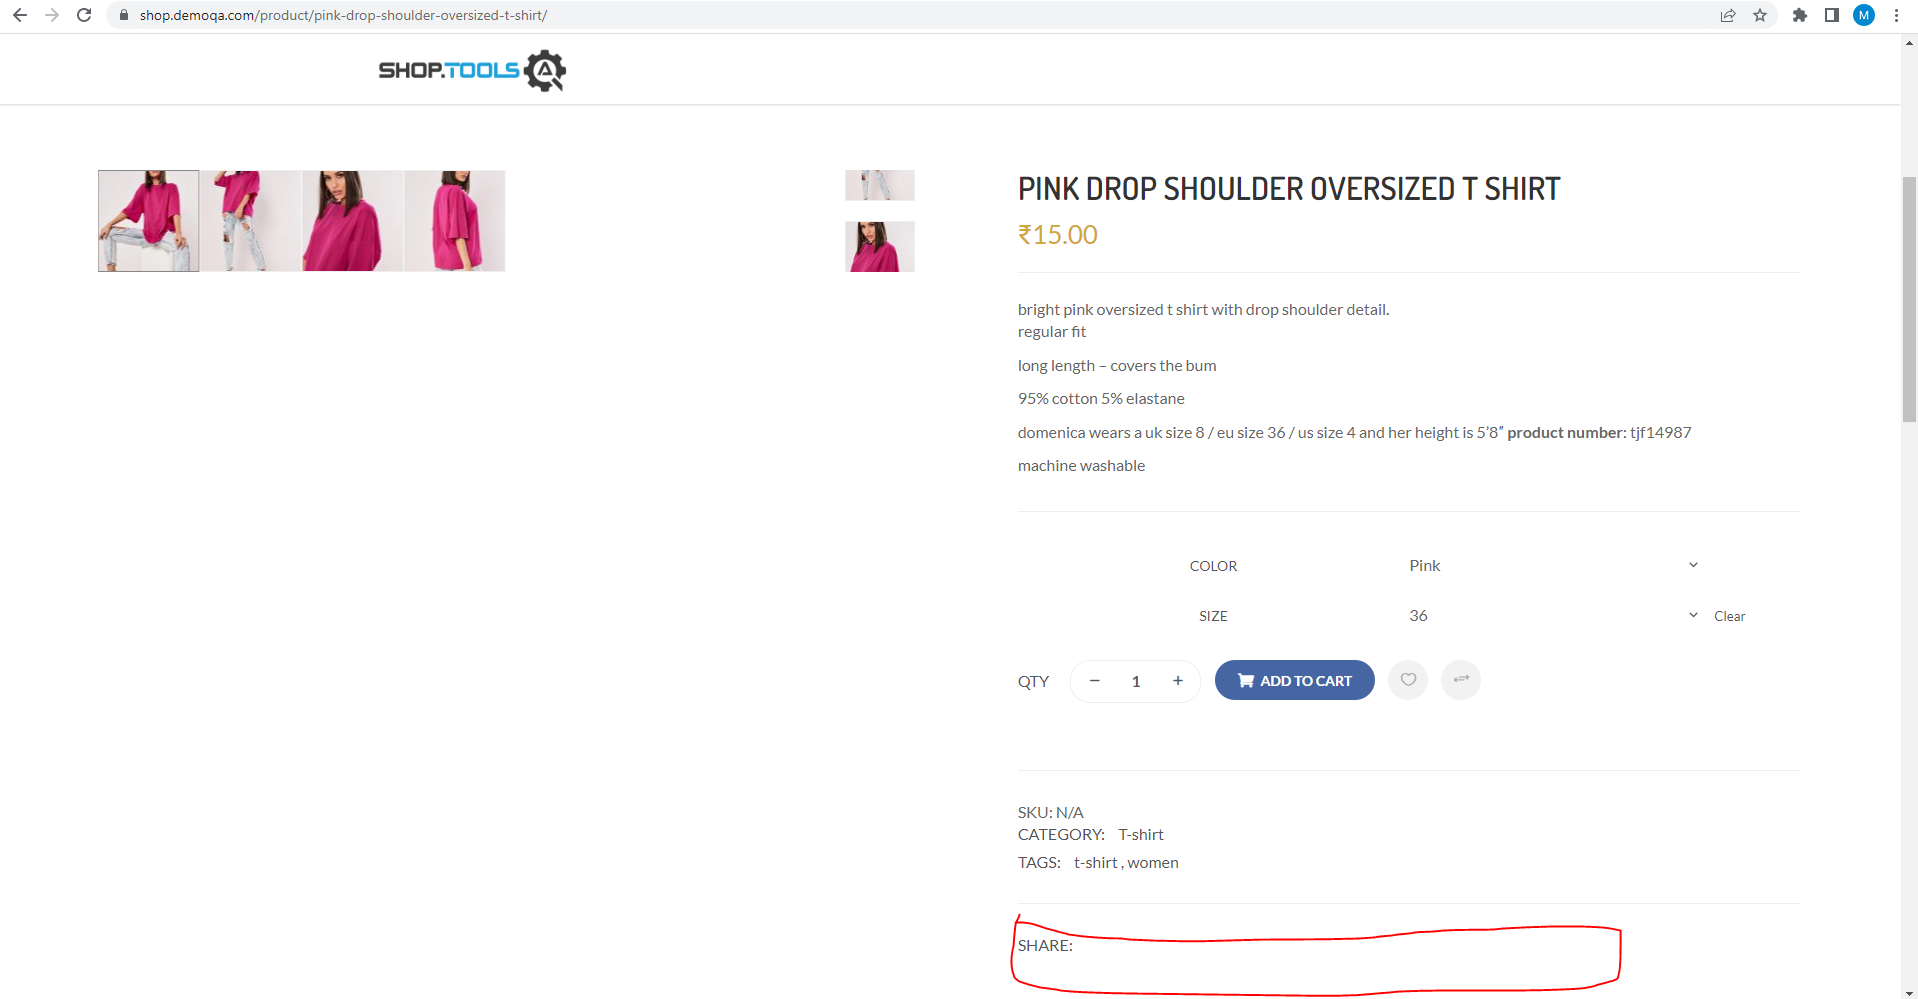 shop.demoqa.com/product/pink-drop-shoulder-oversized-t-shirt/
M
SHOP.TOOLS
PINK DROP SHOULDER OVERSIZED T SHIRT
₹15.00
bright pink oversized t shirt with drop shoulder detail.
regular fit
long length – covers the bum
95% cotton 5% elastane
domenica wears a uk size 8 / eu size 36 / us size 4 and her height is 5’8” product number: tjf14987
machine washable
COLOR Pink
SIZE 36 Clear
QTY − 1 + ADD TO CART
SKU: N/A
CATEGORY: T-shirt
TAGS: t-shirt , women
SHARE: